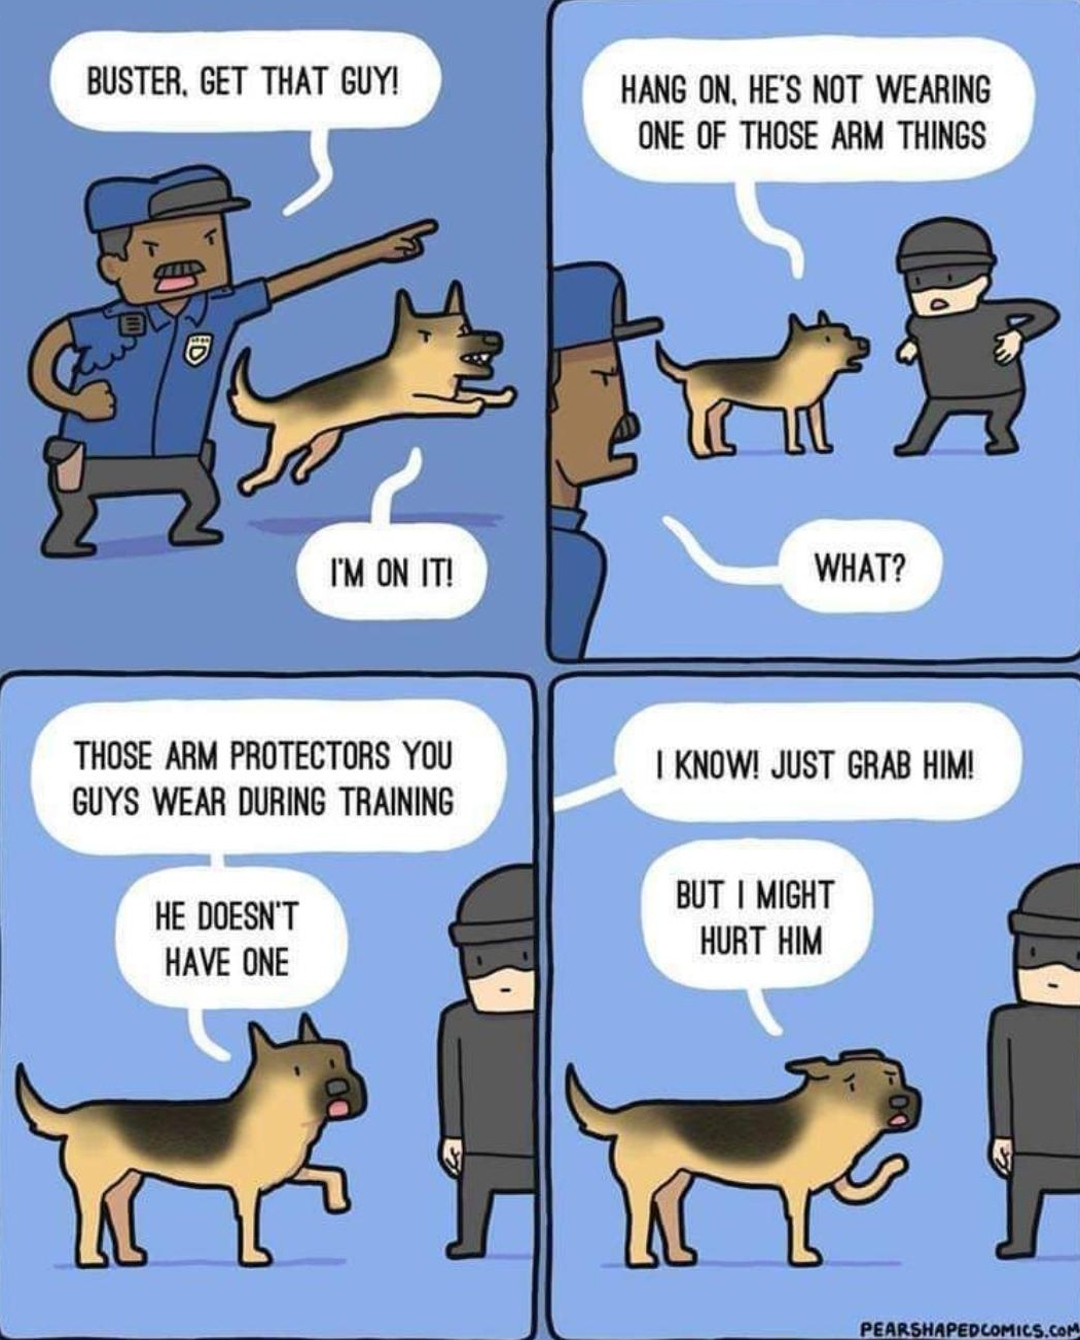 BUSTER, GET THAT GUY!
I'M ON IT!
HANG ON, HE'S NOT WEARING
ONE OF THOSE ARM THINGS
WHAT?
THOSE ARM PROTECTORS YOU
GUYS WEAR DURING TRAINING
HE DOESN'T
HAVE ONE
I KNOW! JUST GRAB HIM!
BUT I MIGHT
HURT HIM
PEARSHAPEDCOMICS.COM